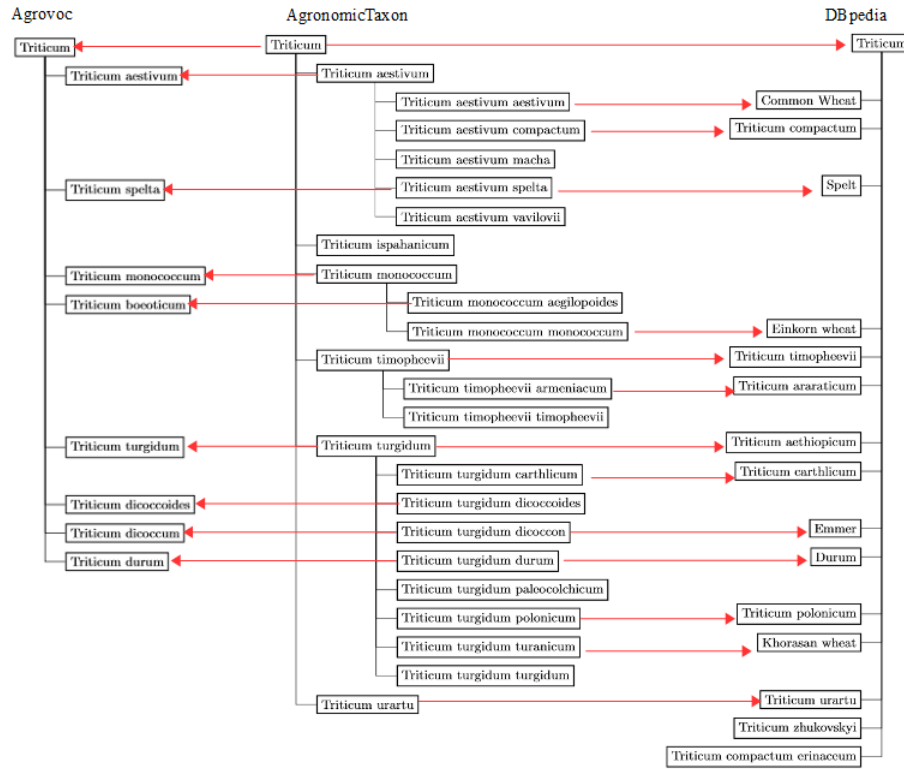 Agrovoc AgronomicTaxon DBpedia
Triticum Triticum Triticum
Triticum aestivum Triticum aestivum
Triticum aestivum aestivum Common Wheat
Triticum aestivum compactum Triticum compactum
Triticum aestivum macha
Triticum spelta Triticum aestivum spelta Spelt
Triticum aestivum vavilovii
Triticum ispahanicum
Triticum monococcum Triticum monococcum
Triticum boeoticum Triticum monococcum aegilopoides
Triticum monococcum monococcum Einkorn wheat
Triticum timopheevii Triticum timopheevii
Triticum timopheevii armeniacum Triticum araraticum
Triticum timopheevii timopheevii
Triticum turgidum Triticum turgidum Triticum aethiopicum
Triticum turgidum carthlicum Triticum carthlicum
Triticum dicoccoides Triticum turgidum dicoccoides
Triticum dicoccum Triticum turgidum dicoccon Emmer
Triticum durum Triticum turgidum durum Durum
Triticum turgidum paleocolchicum
Triticum turgidum polonicum Triticum polonicum
Triticum turgidum turanicum Khorasan wheat
Triticum turgidum turgidum
Triticum urartu Triticum urartu
Triticum zhukovskyi
Triticum compactum erinaceum